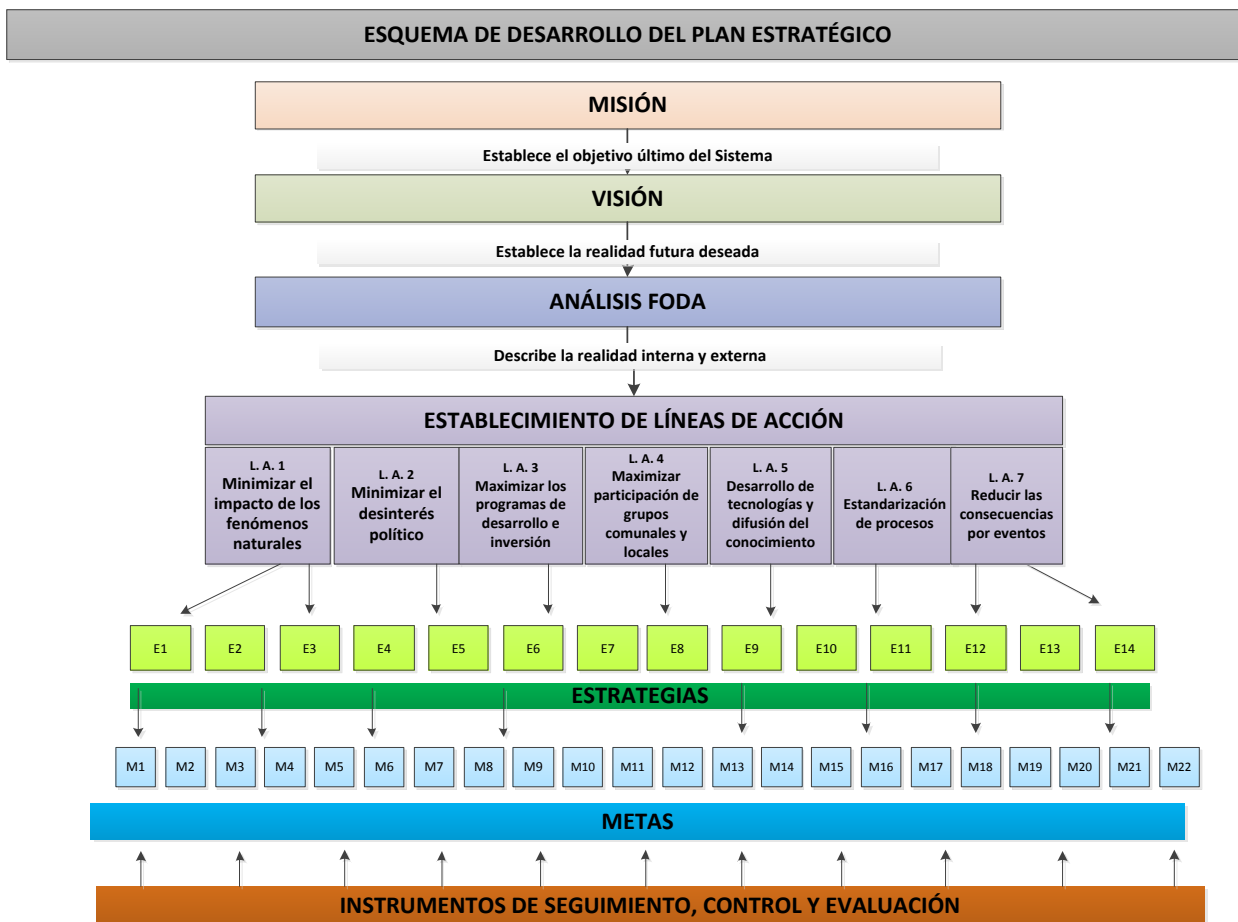 ESQUEMA DE DESARROLLO DEL PLAN ESTRATÉGICO
MISIÓN
Establece el objetivo último del Sistema
VISIÓN
Establece la realidad futura deseada
ANÁLISIS FODA
Describe la realidad interna y externa
ESTABLECIMIENTO DE LÍNEAS DE ACCIÓN
L. A. 1
Minimizar el
impacto de los
fenómenos
naturales
L. A. 2
Minimizar el
desinterés
político
L. A. 3
Maximizar los
programas de
desarrollo e
inversión
L. A. 4
Maximizar
participación de
grupos
comunales y
locales
L. A. 5
Desarrollo de
tecnologías y
difusión del
conocimiento
L. A. 6
Estandarización
de procesos
L. A. 7
Reducir las
consecuencias
por eventos
E1 E2 E3 E4 E5 E6 E7 E8 E9 E10 E11 E12 E13 E14
ESTRATEGIAS
M1 M2 M3 M4 M5 M6 M7 M8 M9 M10 M11 M12 M13 M14 M15 M16 M17 M18 M19 M20 M21 M22
METAS
INSTRUMENTOS DE SEGUIMIENTO, CONTROL Y EVALUACIÓN